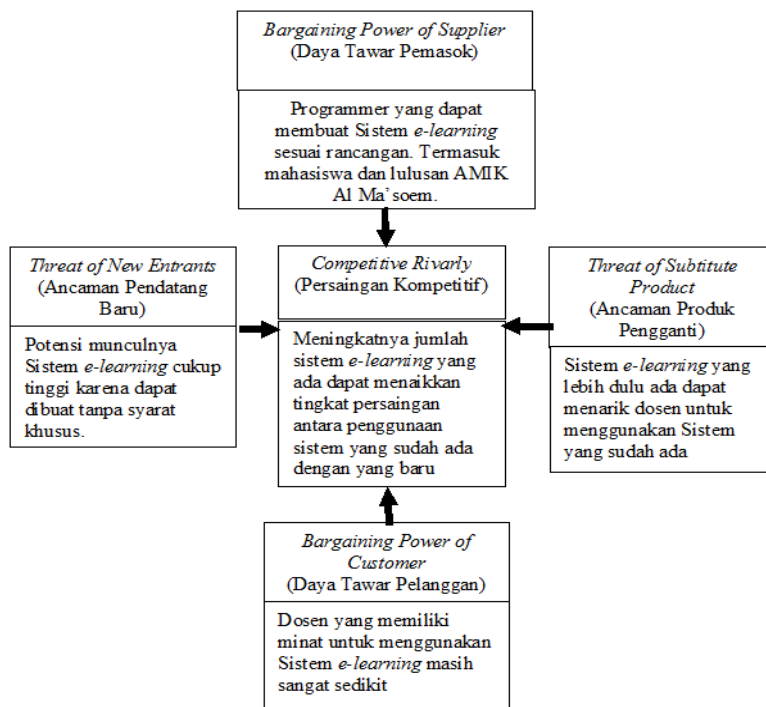 Bargaining Power of Supplier
(Daya Tawar Pemasok)
Programmer yang dapat
membuat Sistem e-learning
sesuai rancangan. Termasuk
mahasiswa dan lulusan AMIK
Al Ma'soem.
Threat of New Entrants
(Ancaman Pendatang
Baru)
Potensi munculnya
Sistem e-learning cukup
tinggi karena dapat
dibuat tanpa syarat
khusus.
Competitive Rivarly
(Persaingan Kompetitif)
Meningkatnya jumlah
sistem e-learning yang
ada dapat menaikkan
tingkat persaingan
antara penggunaan
sistem yang sudah ada
dengan yang baru
Threat of Subtitute
Product
(Ancaman Produk
Pengganti)
Sistem e-learning yang
lebih dulu ada dapat
menarik dosen untuk
menggunakan Sistem
yang sudah ada
Bargaining Power of
Customer
(Daya Tawar Pelanggan)
Dosen yang memiliki
minat untuk menggunakan
Sistem e-learning masih
sangat sedikit